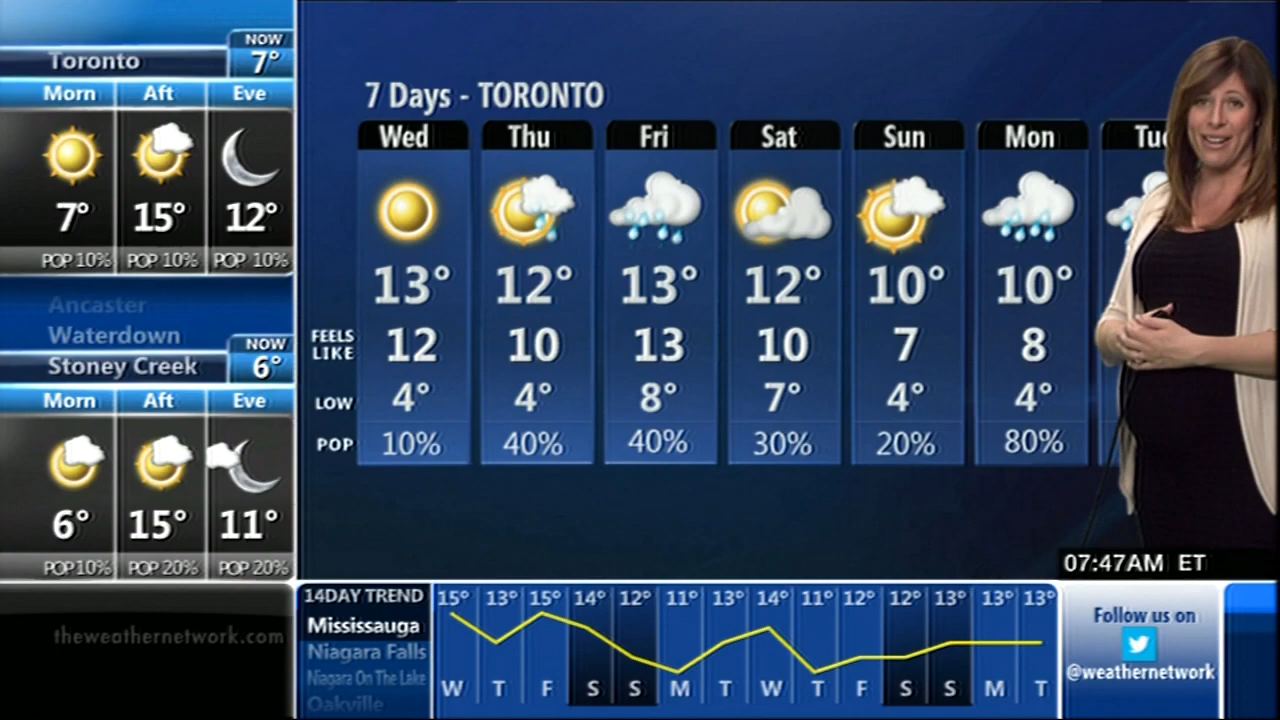 Toronto
NOW
7°
Morn Aft Eve
7° 15° 12°
POP 10% POP 10% POP 10%
Ancaster
Waterdown
Stoney Creek
NOW
6°
Morn Aft Eve
6° 15° 11°
POP 10% POP 20% POP 20%
theweathernetwork.com
7 Days - TORONTO
Wed Thu Fri Sat Sun Mon Tue
13° 12° 13° 12° 10° 10°
FEELS
LIKE
12 10 13 10 7 8
LOW 4° 4° 8° 7° 4° 4°
POP 10% 40% 40% 30% 20% 80%
07:47AM ET
14DAY TREND 15° 13° 15° 14° 12° 11° 13° 14° 11° 12° 12° 13° 13° 13°
Mississauga
Niagara Falls
Niagara On The Lake
Oakville
W T F S S M T W T F S S M T
Follow us on
@weathernetwork